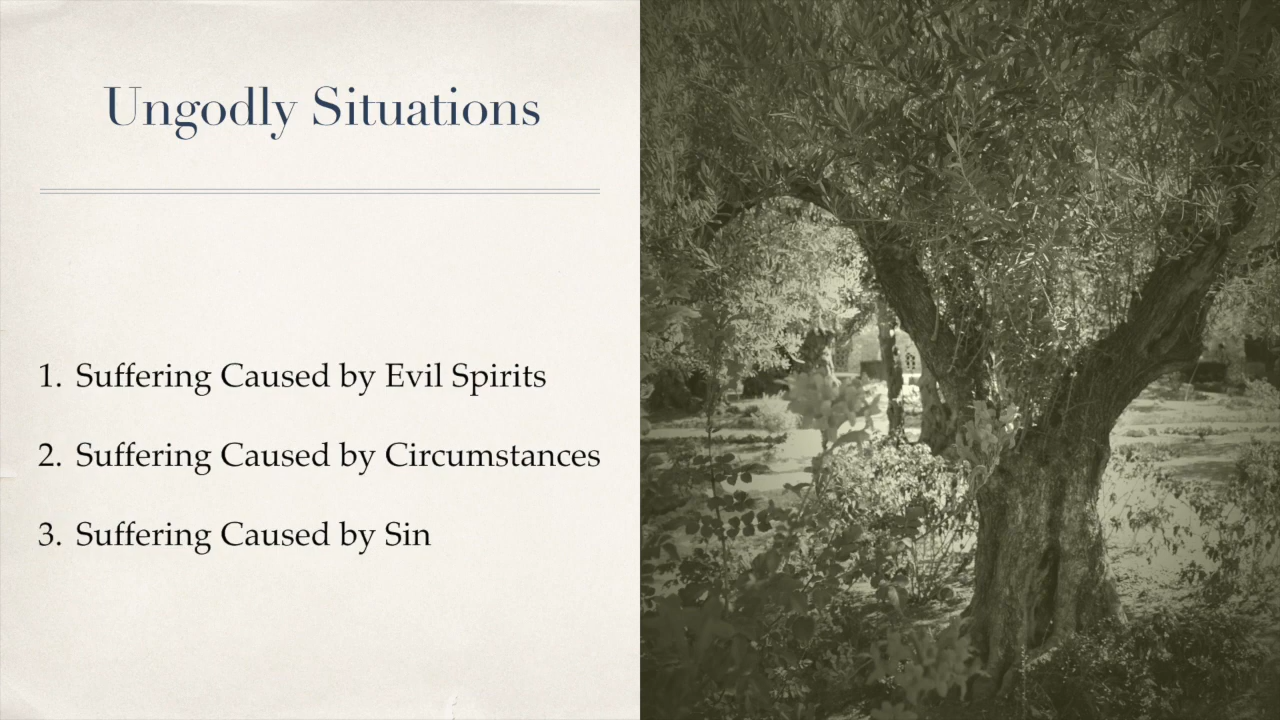 Ungodly Situations
1. Suffering Caused by Evil Spirits
2. Suffering Caused by Circumstances
3. Suffering Caused by Sin